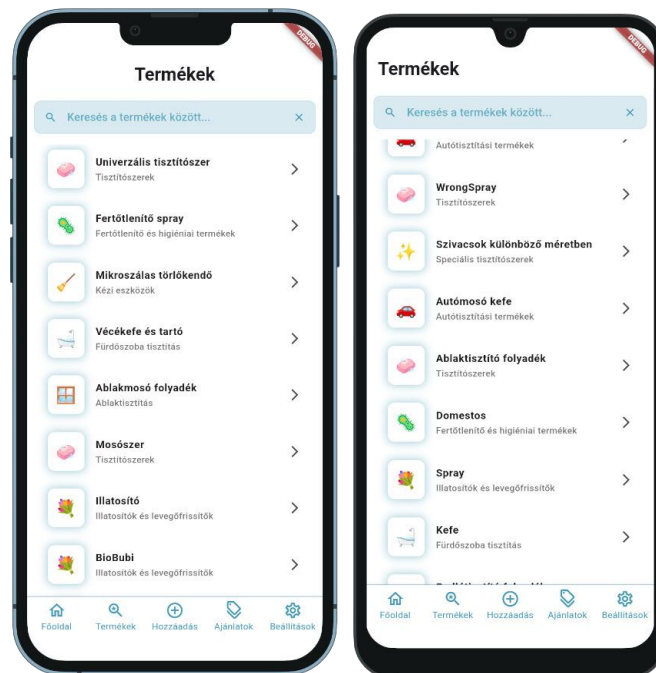 DEBUG
Termékek
Keresés a termékek között...
Univerzális tisztítószer
Tisztítószerek
Fertőtlenítő spray
Fertőtlenítő és higiéniai termékek
Mikroszálas törlőkendő
Kézi eszközök
Vécékefe és tartó
Fürdőszoba tisztítás
Ablakmosó folyadék
Ablaktisztítás
Mosószer
Tisztítószerek
Illatosító
Illatosítók és levegőfrissítők
BioBubi
Illatosítók és levegőfrissítők
Főoldal Termékek Hozzáadás Ajánlatok Beállítások
DEBUG
Termékek
Keresés a termékek között...
Autótisztítási termékek
WrongSpray
Tisztítószerek
Szivacsok különböző méretben
Speciális tisztítószerek
Autómosó kefe
Autótisztítási termékek
Ablaktisztító folyadék
Tisztítószerek
Domestos
Fertőtlenítő és higiéniai termékek
Spray
Illatosítók és levegőfrissítők
Kefe
Fürdőszoba tisztítás
Főoldal Termékek Hozzáadás Ajánlatok Beállítások